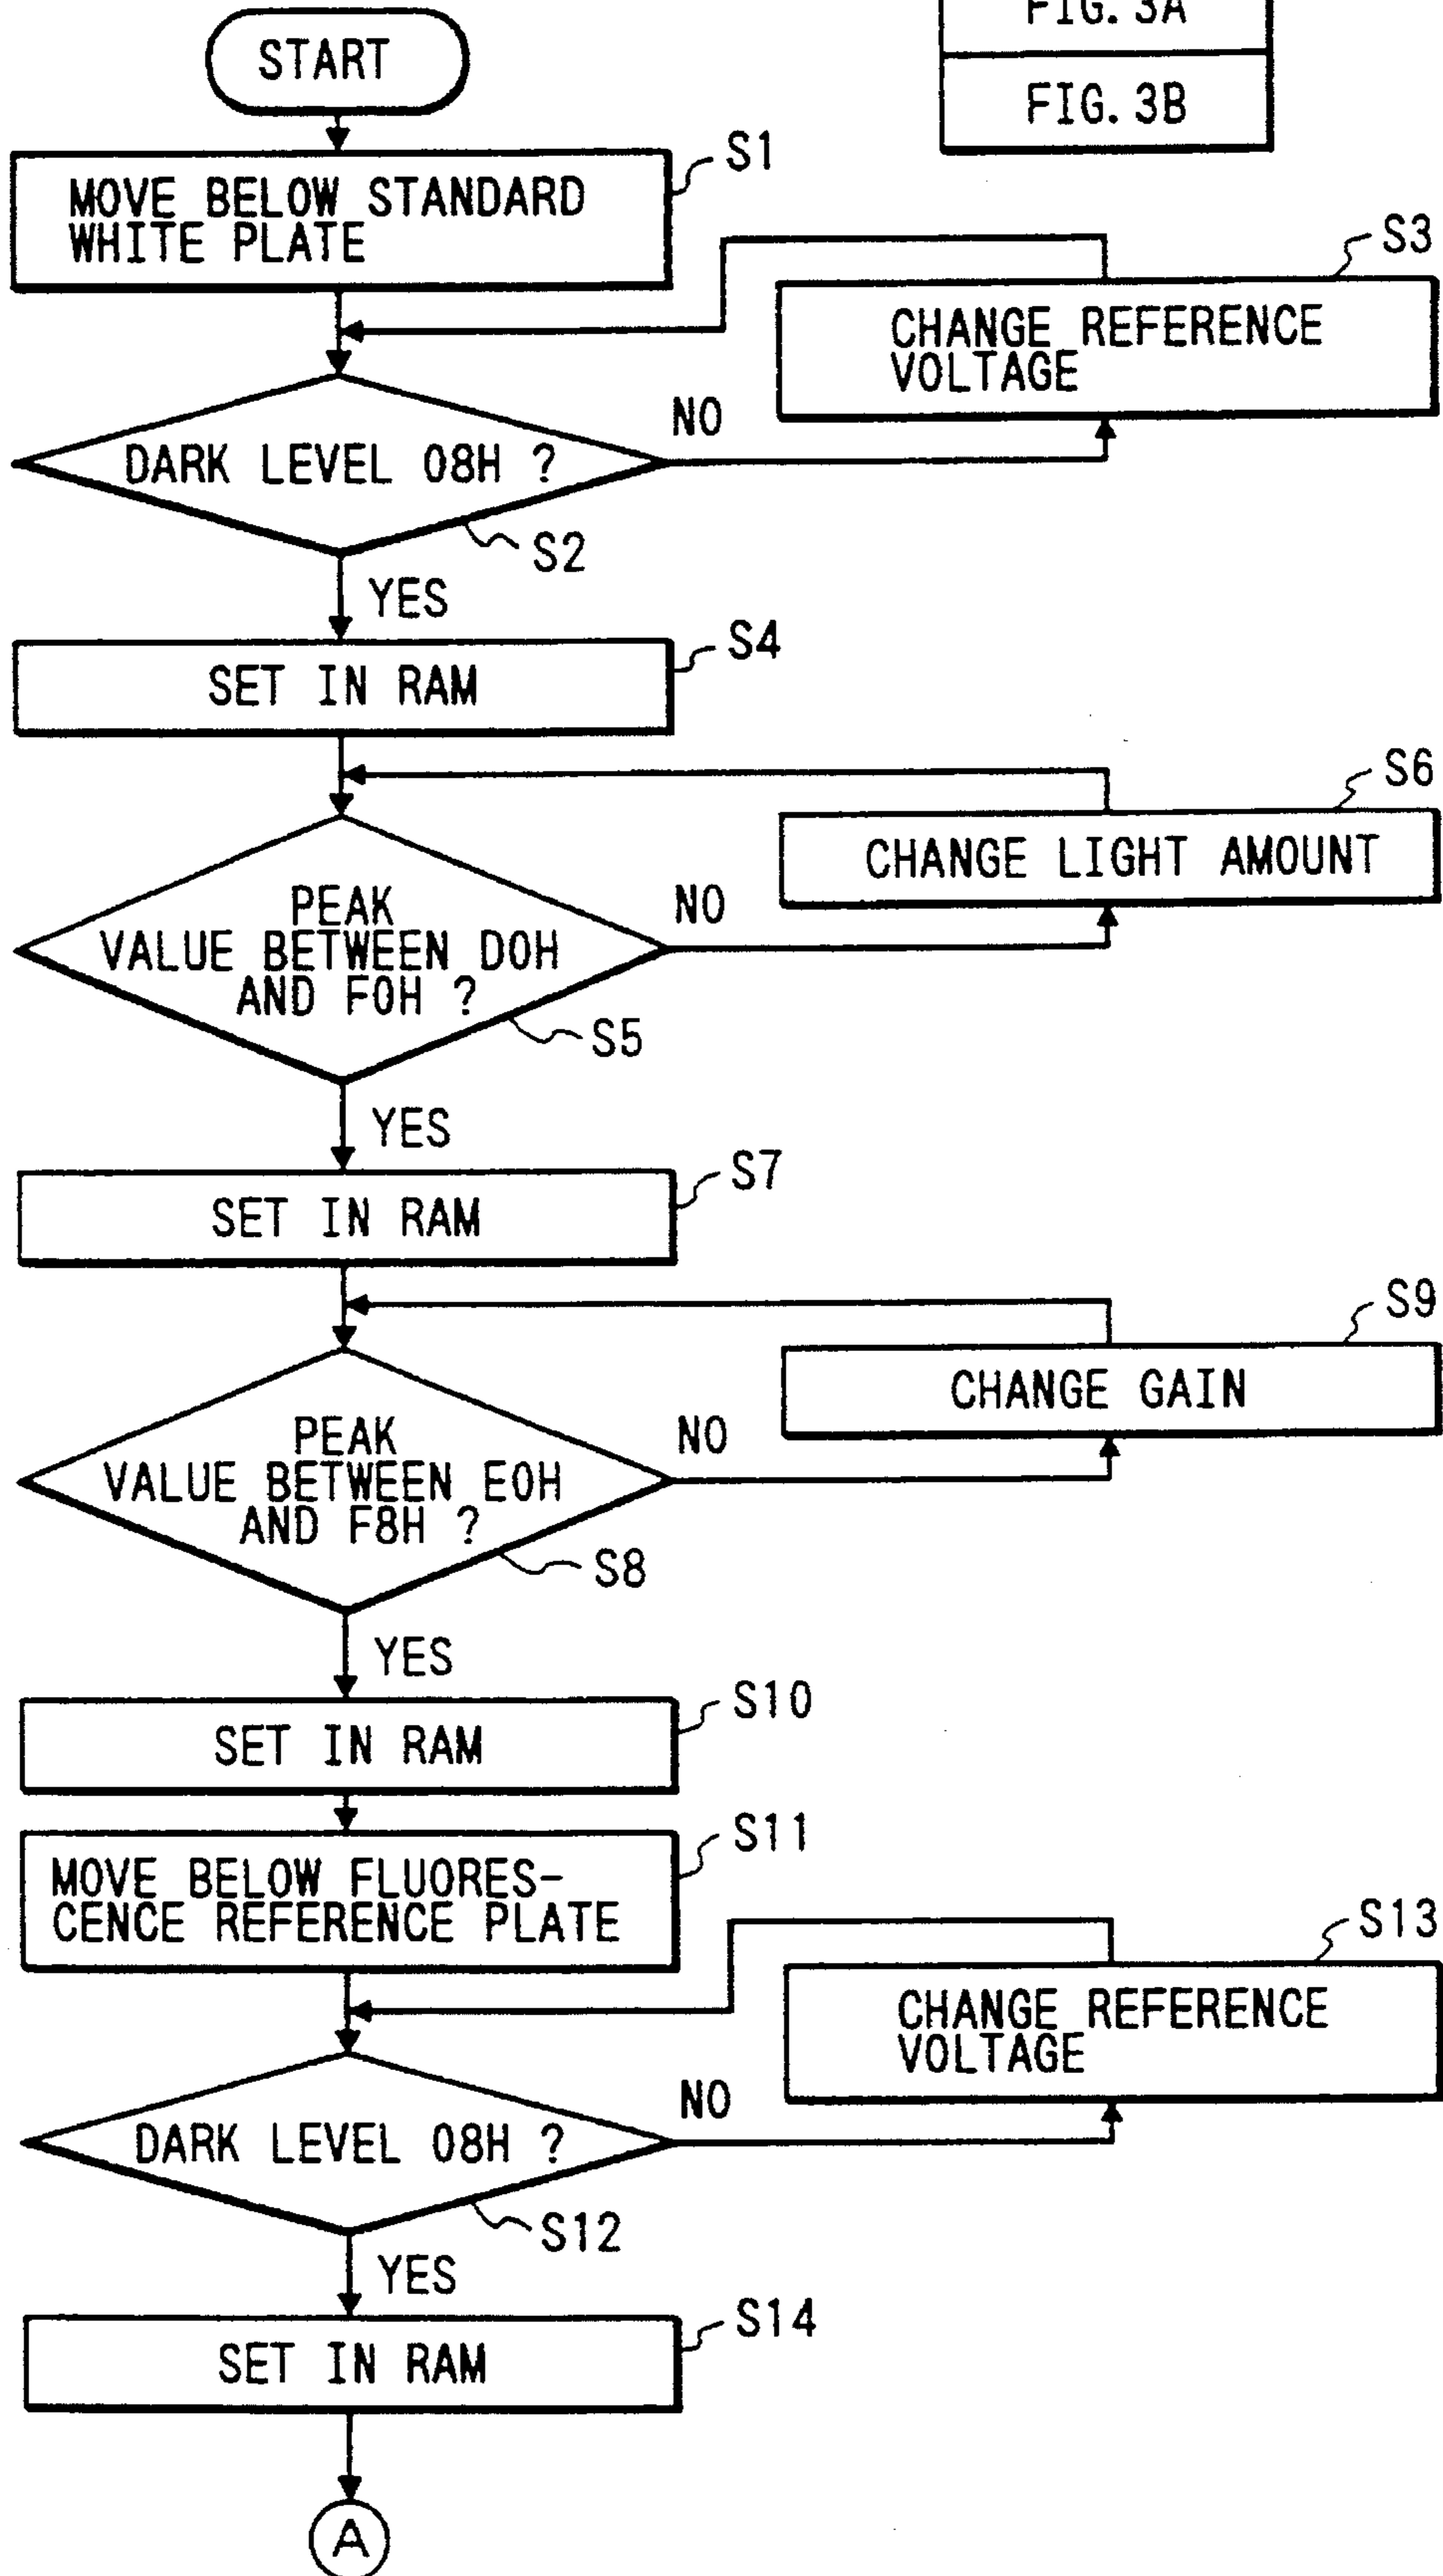 FIG. 3A
FIG. 3B
START
S1
MOVE BELOW STANDARD
WHITE PLATE
S3
CHANGE REFERENCE
VOLTAGE
NO
DARK LEVEL 08H ?
S2
YES
S4
SET IN RAM
S6
CHANGE LIGHT AMOUNT
NO
PEAK
VALUE BETWEEN D0H
AND F0H ?
S5
YES
S7
SET IN RAM
S9
CHANGE GAIN
NO
PEAK
VALUE BETWEEN E0H
AND F8H ?
S8
YES
S10
SET IN RAM
S11
MOVE BELOW FLUORES-
CENCE REFERENCE PLATE
S13
CHANGE REFERENCE
VOLTAGE
NO
DARK LEVEL 08H ?
S12
YES
S14
SET IN RAM
A